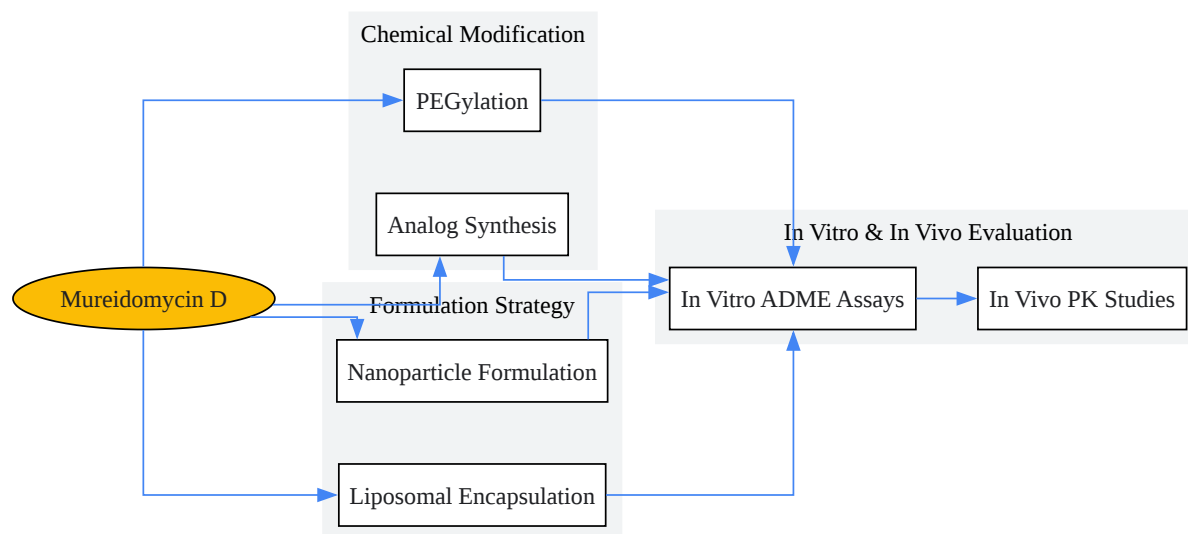 Chemical Modification
PEGylation
Analog Synthesis
In Vitro & In Vivo Evaluation
Mureidomycin D
Formulation Strategy
In Vitro ADME Assays
In Vivo PK Studies
Nanoparticle Formulation
Liposomal Encapsulation